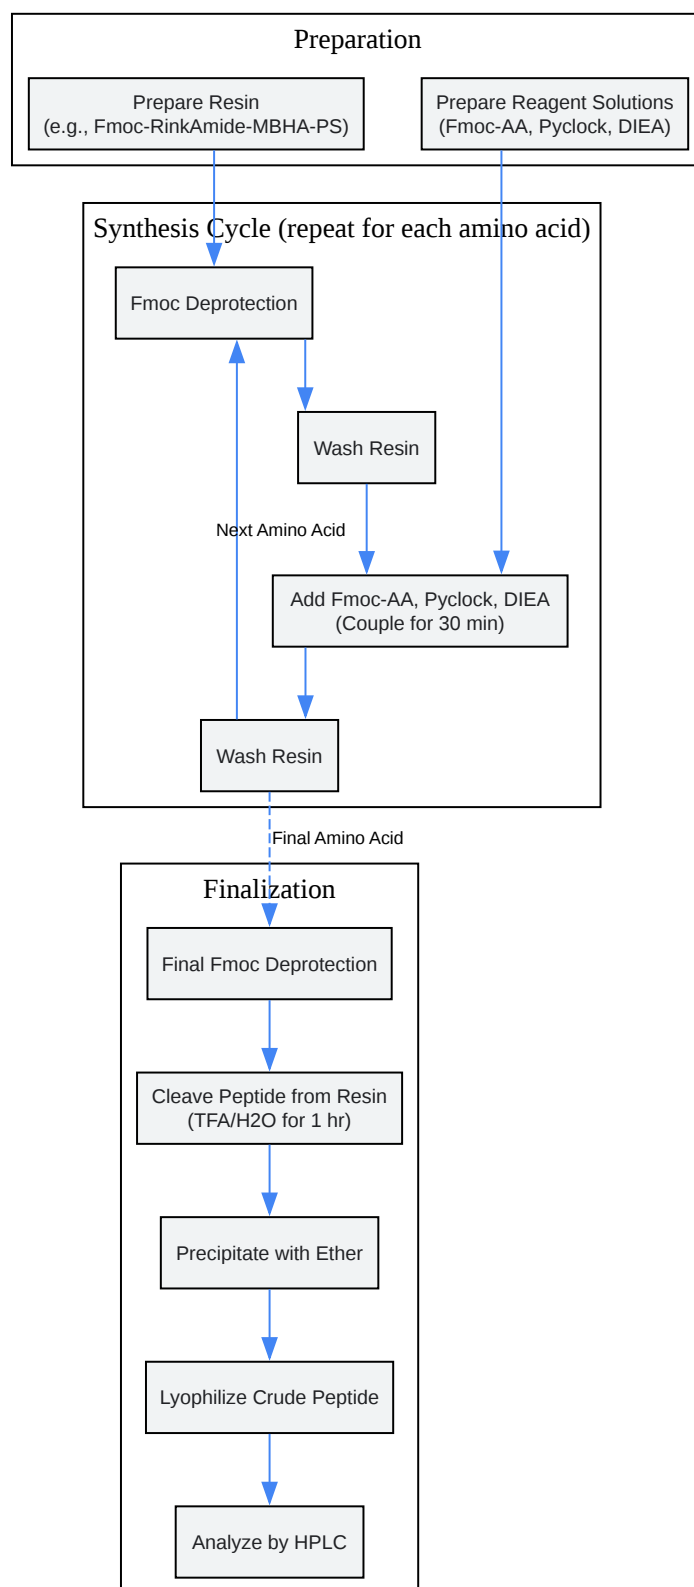 Preparation
Prepare Resin
(e.g., Fmoc-RinkAmide-MBHA-PS)
Prepare Reagent Solutions
(Fmoc-AA, Pyclock, DIEA)
Synthesis Cycle (repeat for each amino acid)
Fmoc Deprotection
Wash Resin
Next Amino Acid
Add Fmoc-AA, Pyclock, DIEA
(Couple for 30 min)
Wash Resin
Final Amino Acid
Finalization
Final Fmoc Deprotection
Cleave Peptide from Resin
(TFA/H2O for 1 hr)
Precipitate with Ether
Lyophilize Crude Peptide
Analyze by HPLC